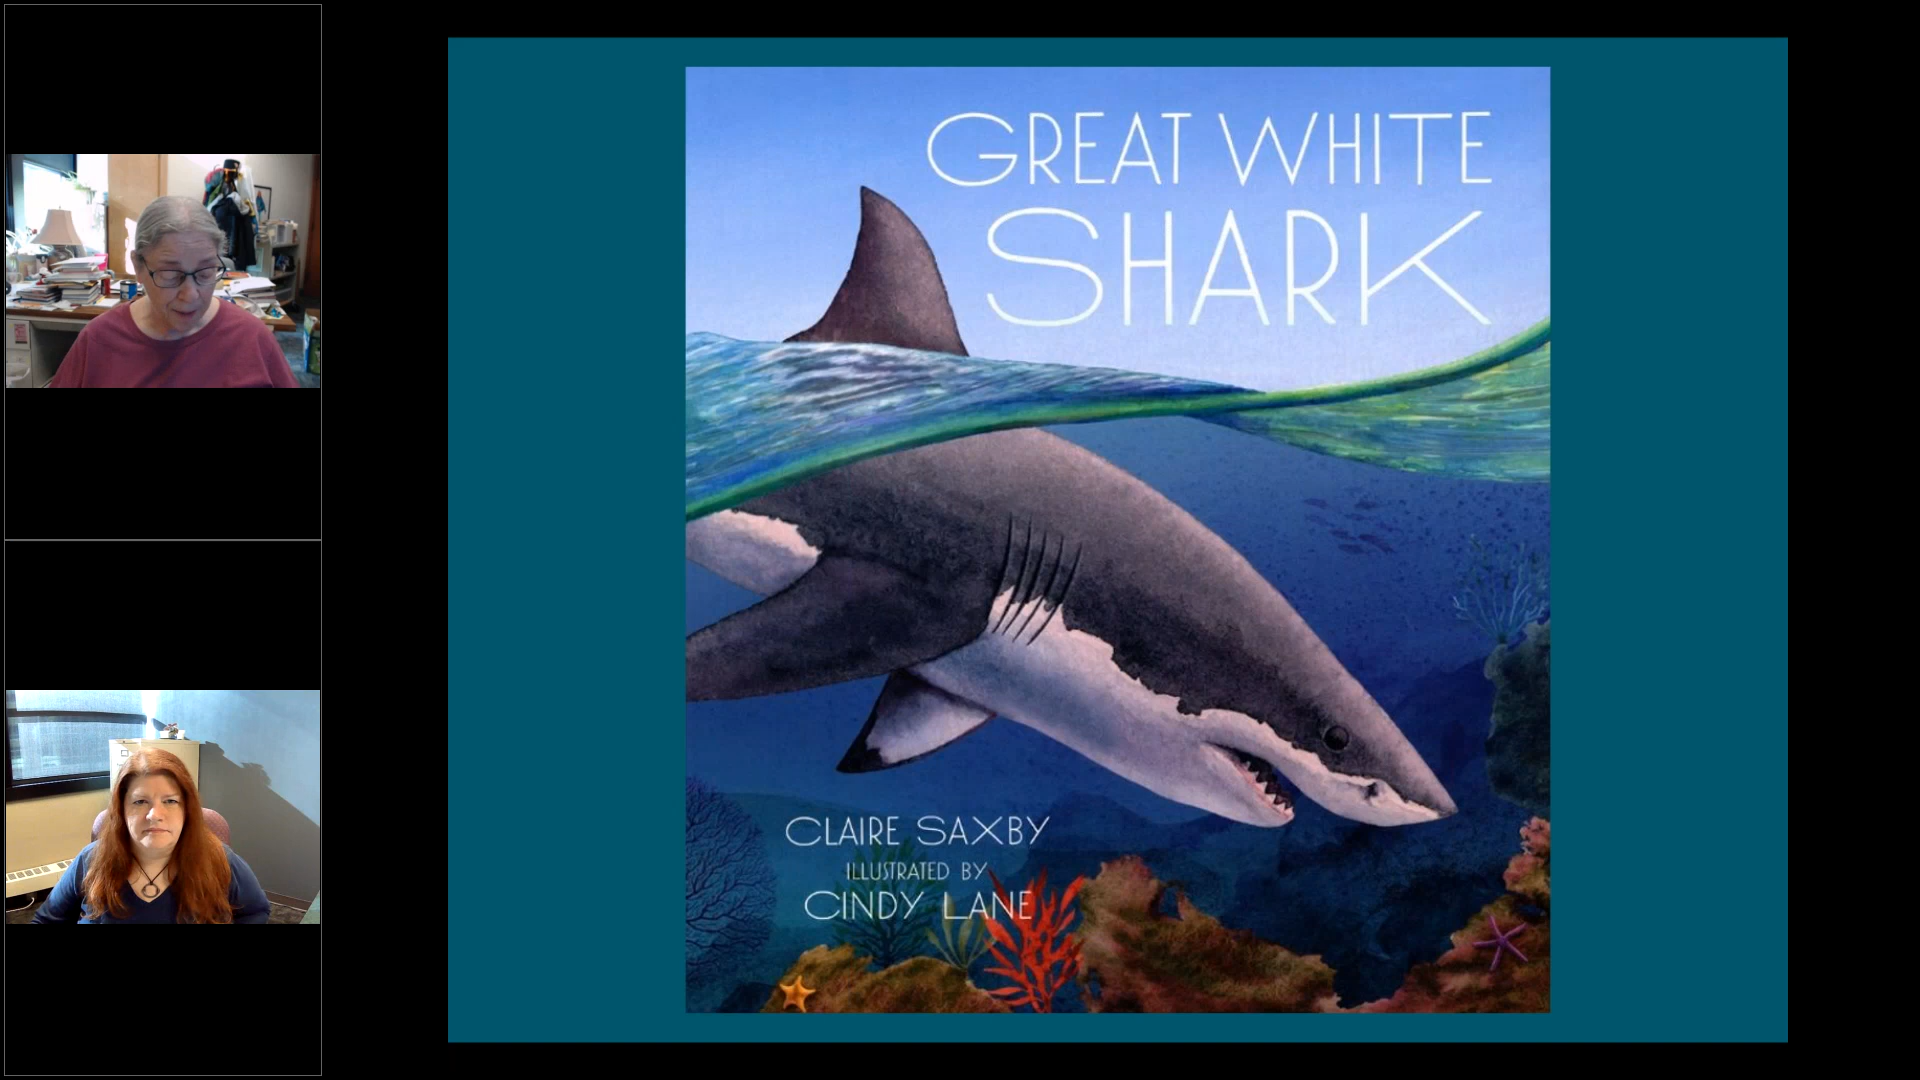 GREAT WHITE
SHARK
CLAIRE SAXBY
ILLUSTRATED BY
CINDY LANE